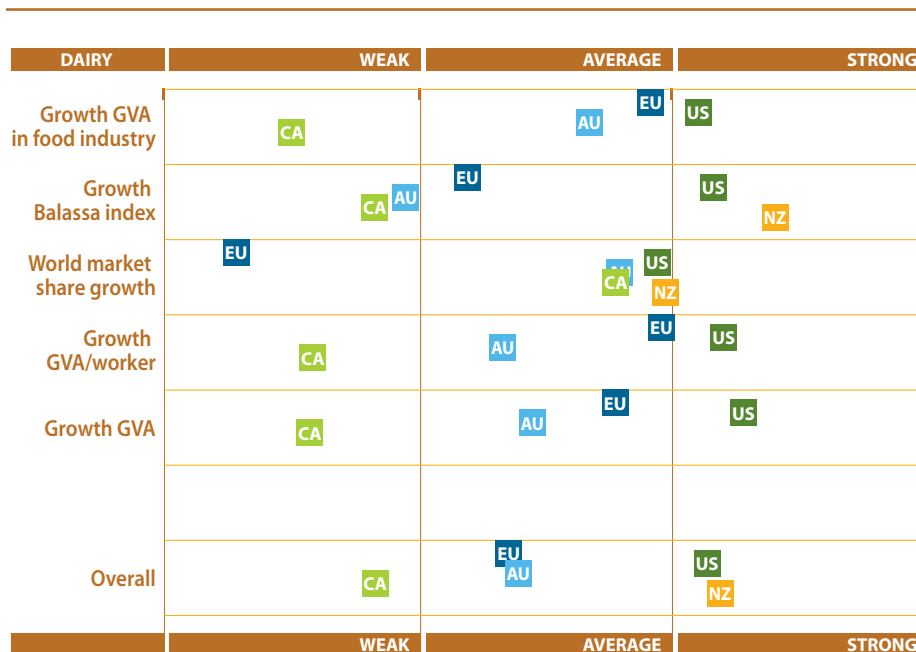 DAIRY WEAK AVERAGE STRONG
Growth GVA
in food industry
EU
US
AU
CA
Growth
Balassa index
EU
US
AU
CA
NZ
World market
share growth
EU
US
AU
CA
NZ
Growth
GVA/worker
EU
US
AU
CA
Growth GVA
EU
US
AU
CA
Overall
EU
US
AU
CA
NZ
WEAK AVERAGE STRONG